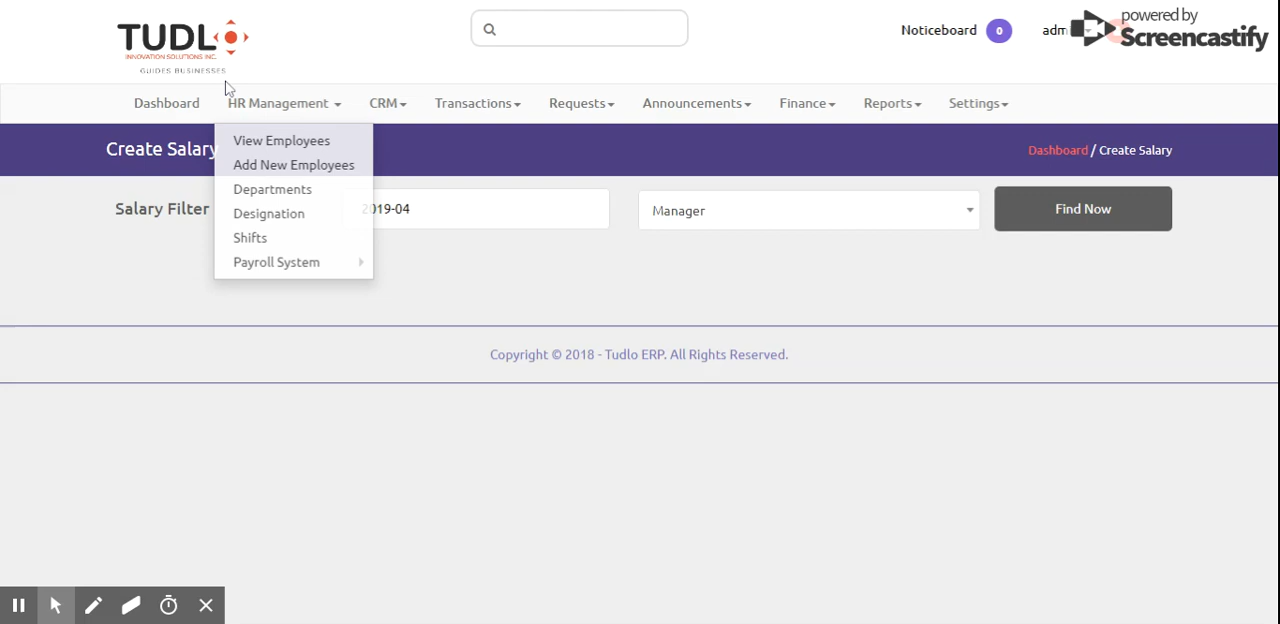 TUDLO
INNOVATION SOLUTIONS INC.
GUIDES BUSINESSES
Noticeboard 0
powered by
Screencastify
Dashboard HR Management CRM Transactions Requests Announcements Finance Reports Settings
Create Salary
Dashboard / Create Salary
View Employees
Add New Employees
Departments
Designation
Shifts
Payroll System
Salary Filter
2019-04
Manager
Find Now
Copyright © 2018 - Tudlo ERP. All Rights Reserved.